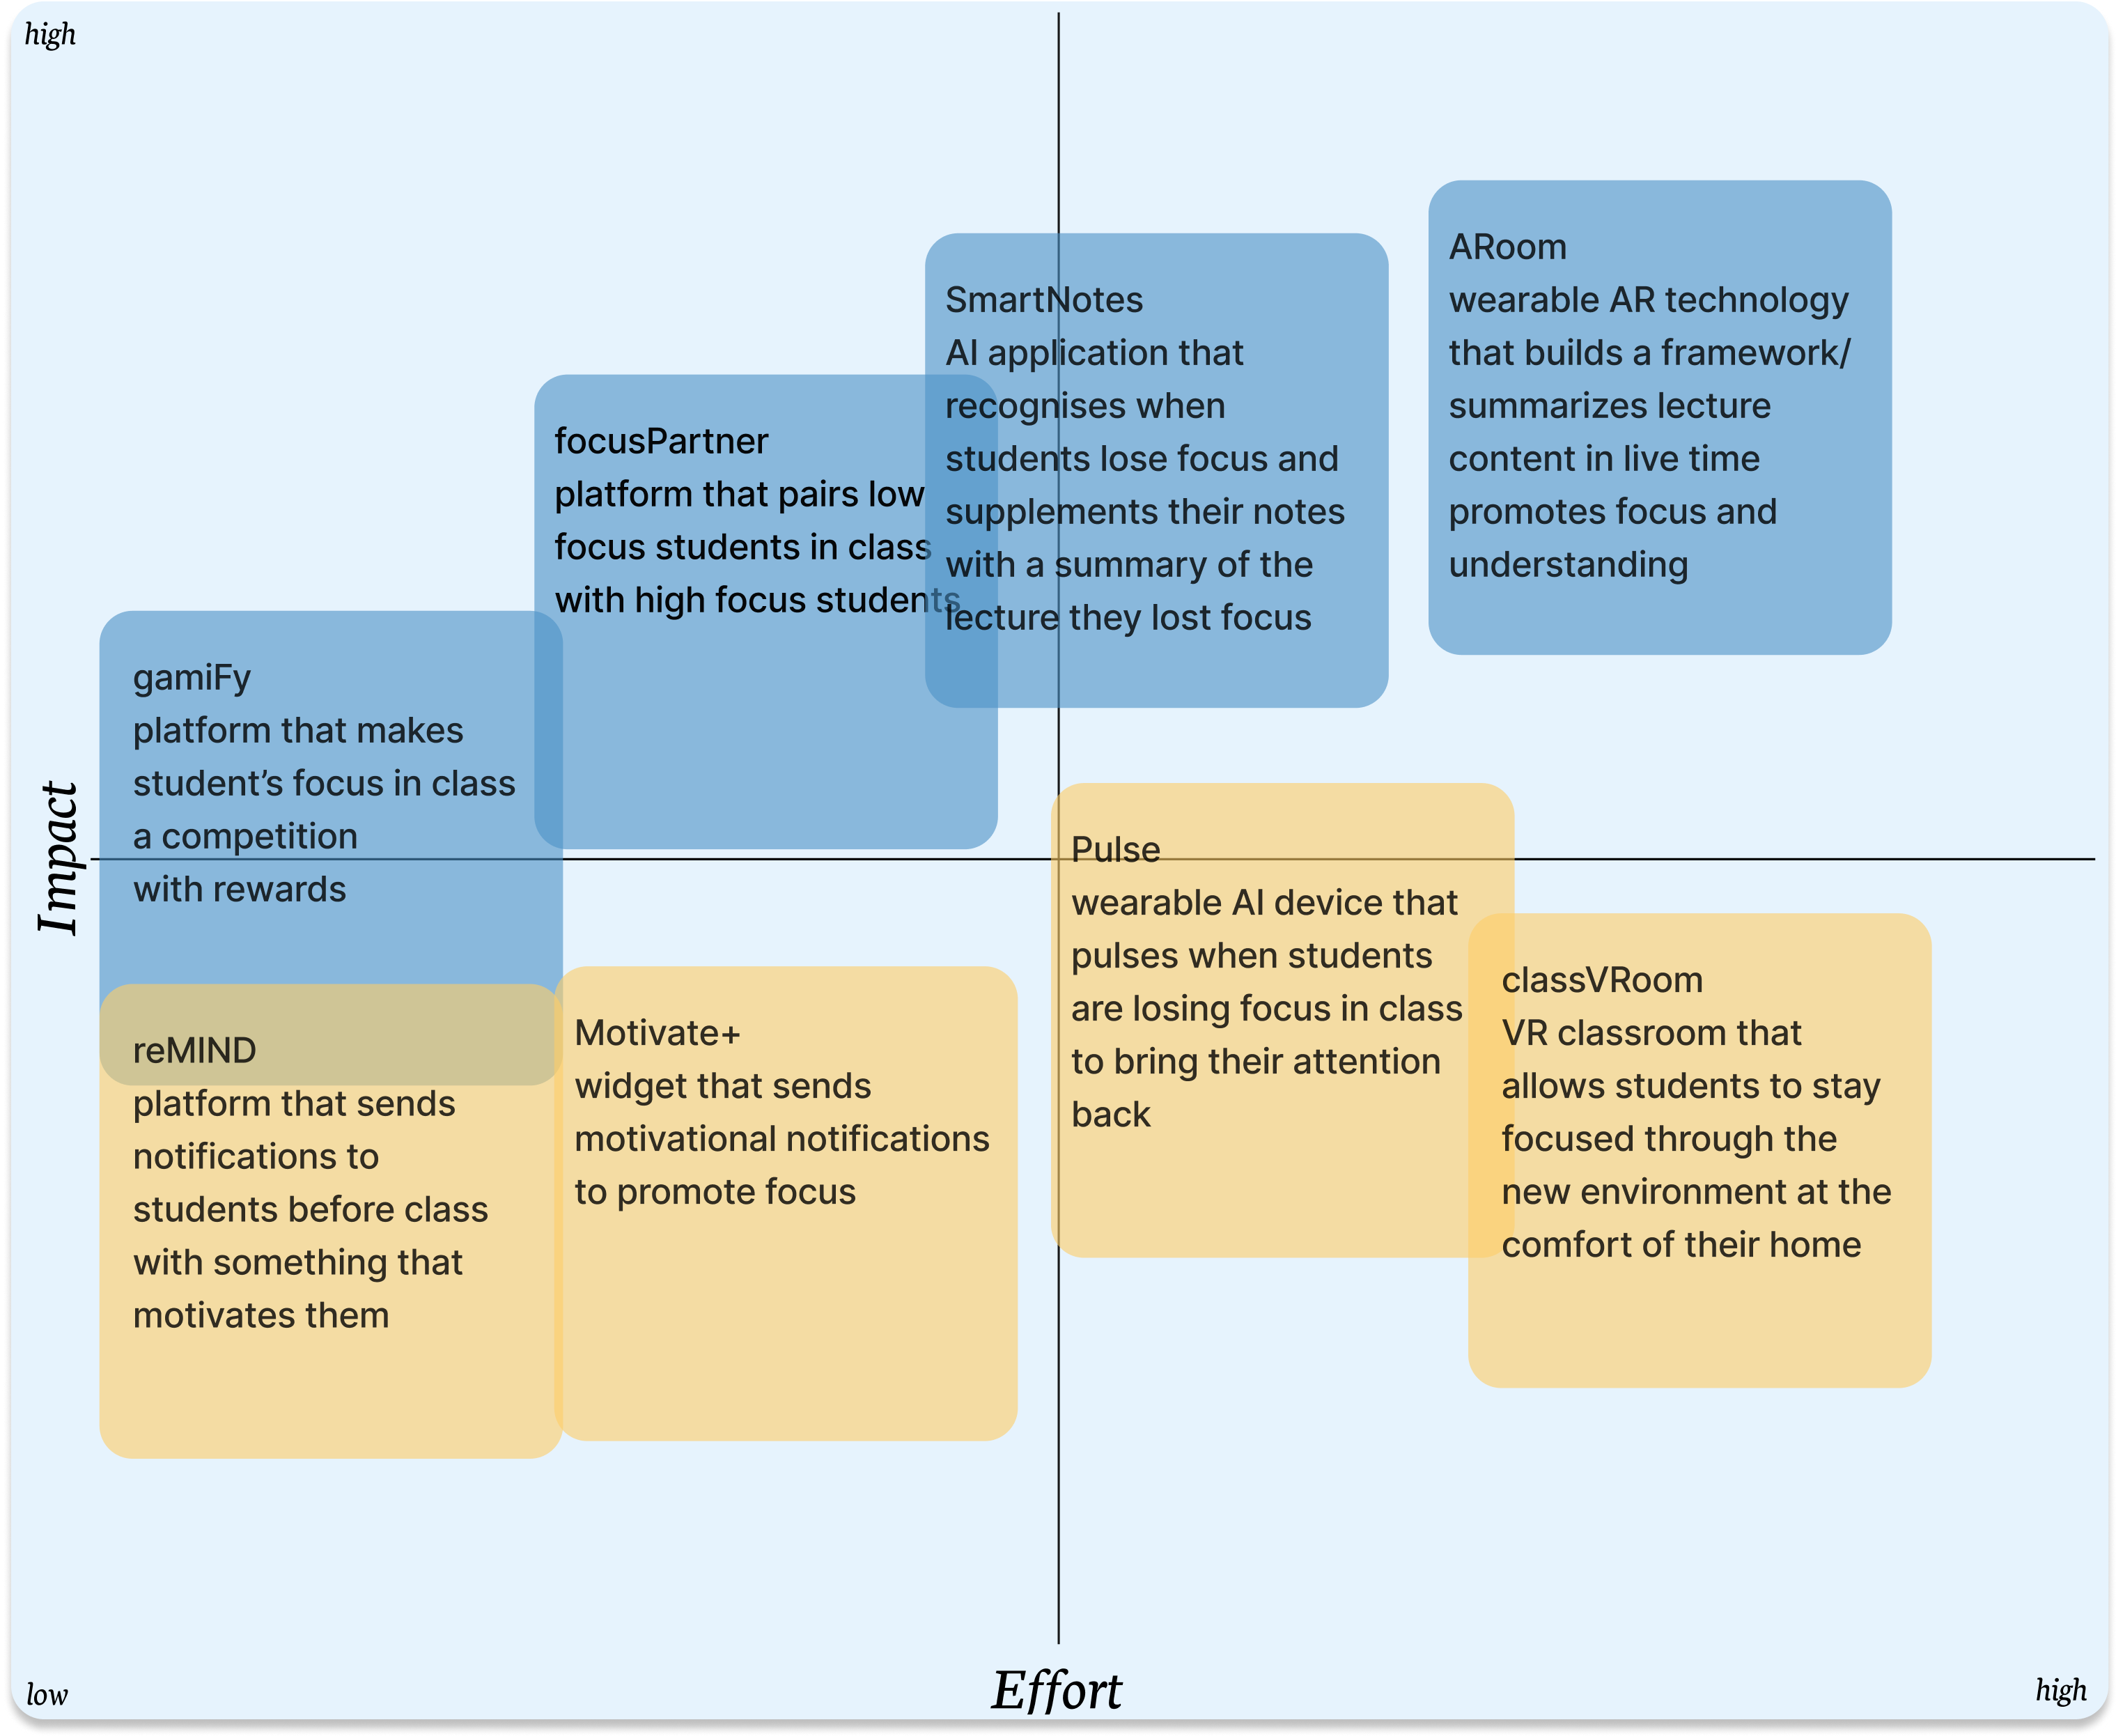 high
ARoom
wearable AR technology
that builds a framework/
summarizes lecture
content in live time
promotes focus and
understanding
SmartNotes
AI application that
recognises when
students lose focus and
supplements their notes
with a summary of the
lecture they lost focus
focusPartner
platform that pairs low
focus students in class
with high focus students
gamiFy
platform that makes
student’s focus in class
a competition
with rewards
Impact
Pulse
wearable AI device that
pulses when students
are losing focus in class
to bring their attention
back
classVRoom
VR classroom that
allows students to stay
focused through the
new environment at the
comfort of their home
reMIND
platform that sends
notifications to
students before class
with something that
motivates them
Motivate+
widget that sends
motivational notifications
to promote focus
low
Effort
high